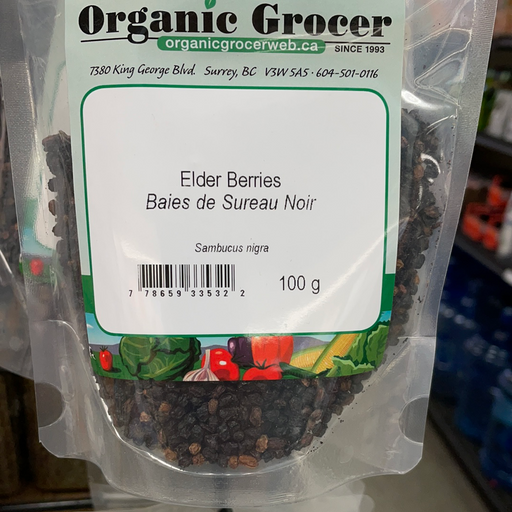 Organic Grocer
organicgrocerweb.ca
SINCE 1993
7380 King George Blvd. Surrey, BC V3W 5A5 · 604-501-0116
Elder Berries
Baies de Sureau Noir
Sambucus nigra
7 78659 33532 2
100 g